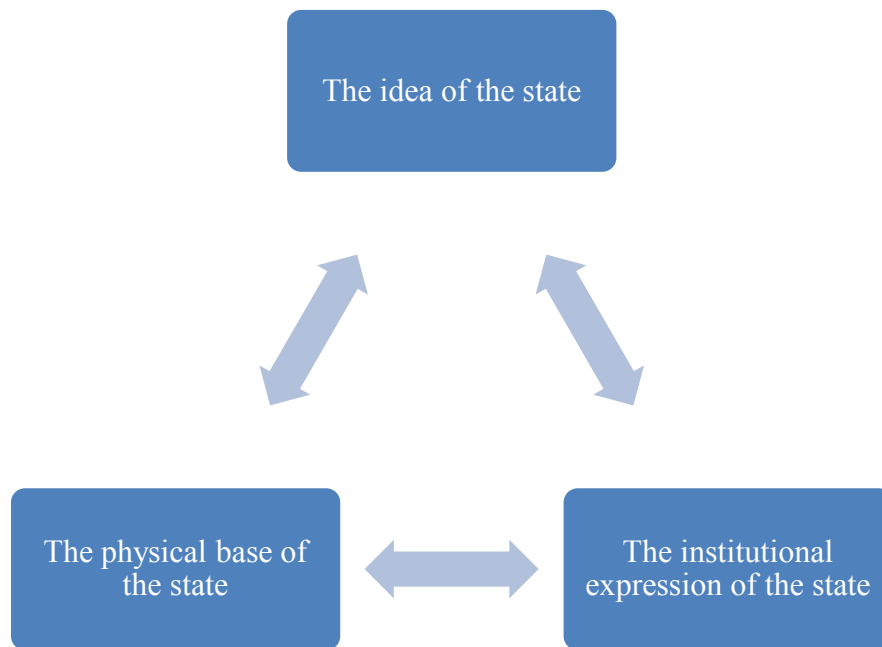 The idea of the state
The physical base of
the state
The institutional
expression of the state